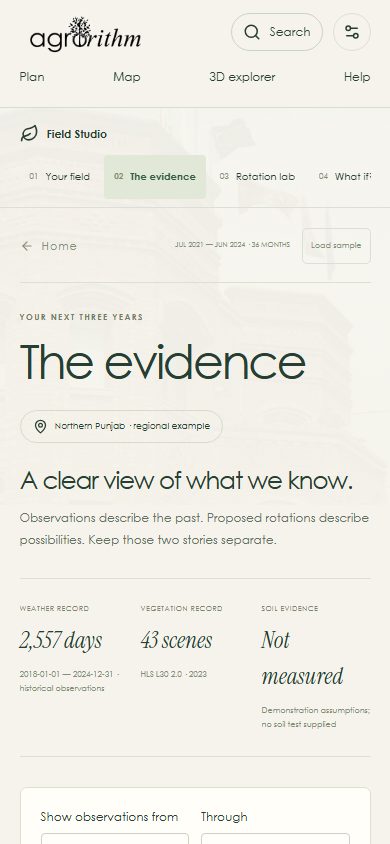 agrorithm
Search
Plan
Map
3D explorer
Help
Field Studio
01 Your field
02 The evidence
03 Rotation lab
04 What if?
← Home
JUL 2021 — JUN 2024 · 36 MONTHS
Load sample
YOUR NEXT THREE YEARS
The evidence
Northern Punjab · regional example
A clear view of what we know.
Observations describe the past. Proposed rotations describe
possibilities. Keep those two stories separate.
WEATHER RECORD
2,557 days
2018-01-01 — 2024-12-31 ·
historical observations
VEGETATION RECORD
43 scenes
HLS L30 2.0 · 2023
SOIL EVIDENCE
Not
measured
Demonstration assumptions;
no soil test supplied
Show observations from
Through